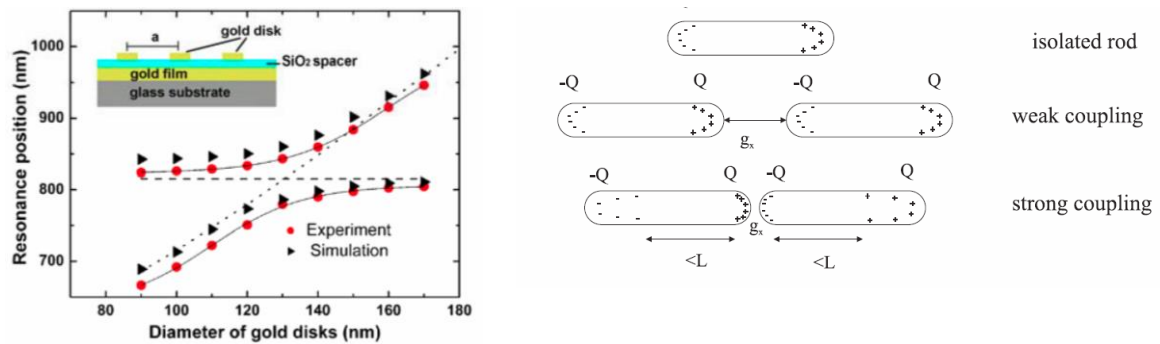 Resonance position (nm)
1000
900
800
700
80
100
120
140
160
180
Diameter of gold disks (nm)
a
gold disk
SiO₂ spacer
gold film
glass substrate
Experiment
Simulation
isolated rod
-Q
Q
-Q
Q
gₓ
weak coupling
-Q
Q
-Q
Q
gₓ
strong coupling
<L
<L